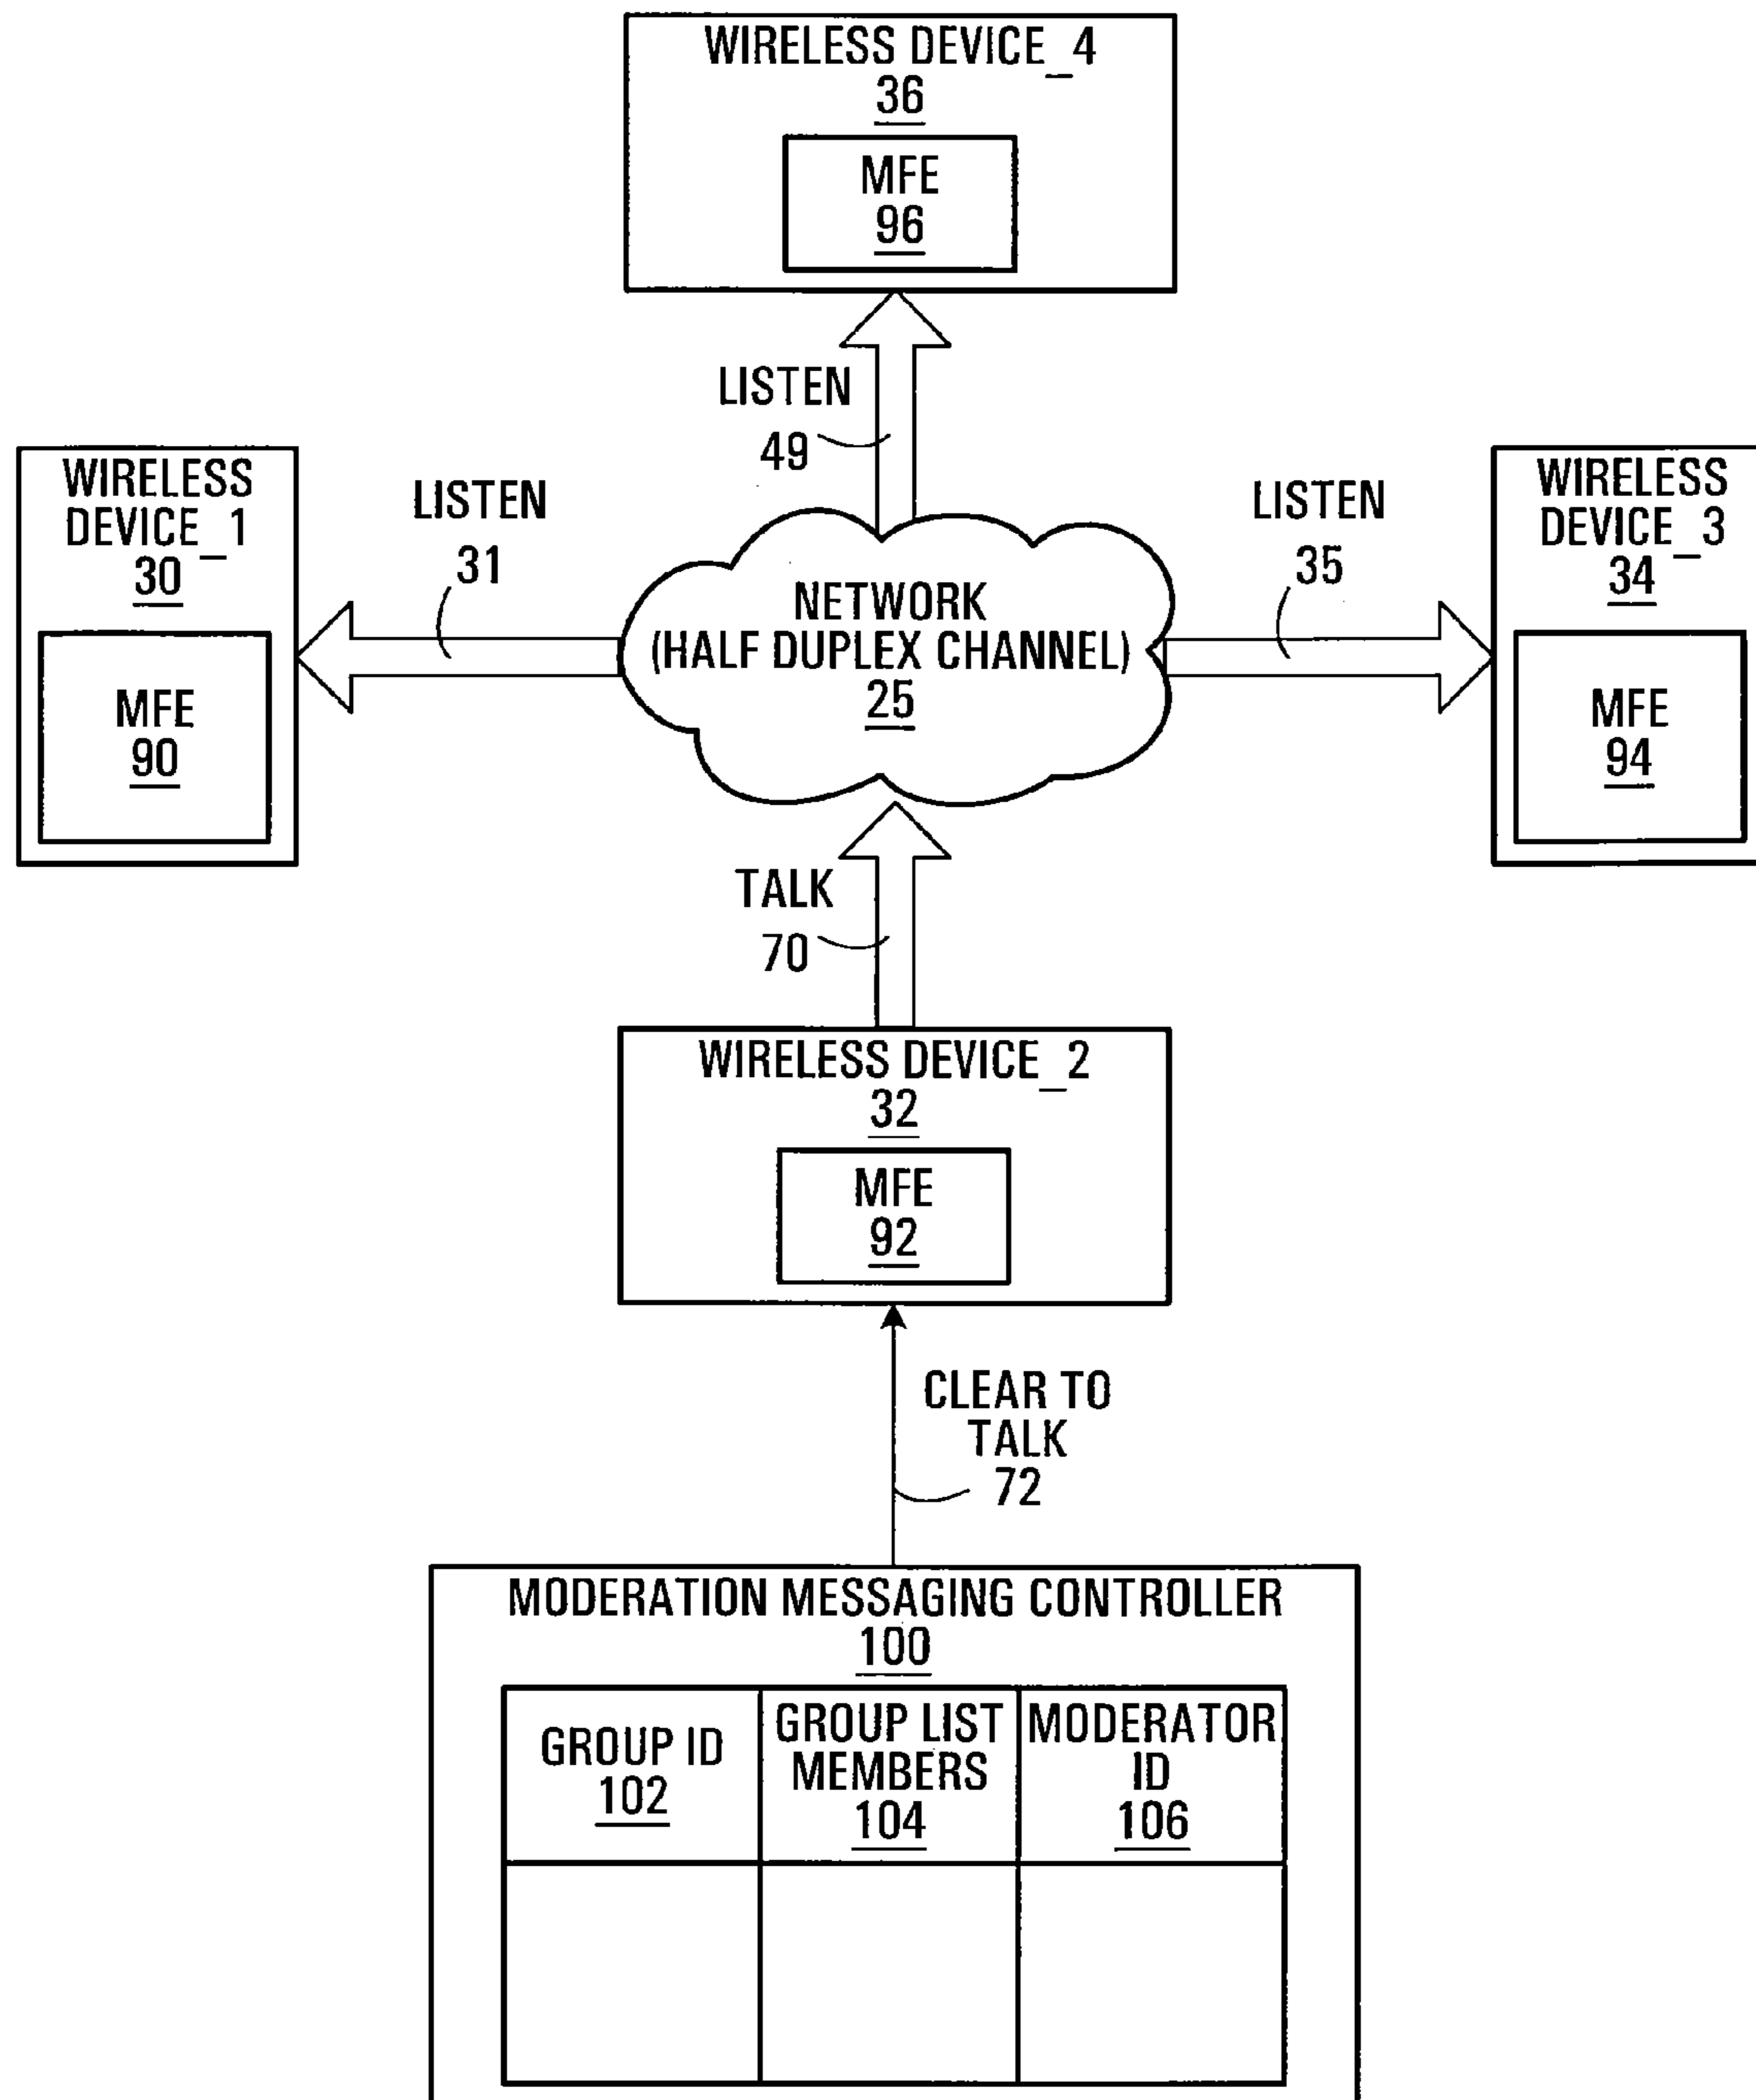 WIRELESS DEVICE_4
36
MFE
96
LISTEN
49
WIRELESS
DEVICE_1
30
MFE
90
LISTEN
31
NETWORK
(HALF DUPLEX CHANNEL)
25
LISTEN
35
WIRELESS
DEVICE_3
34
MFE
94
TALK
70
WIRELESS DEVICE_2
32
MFE
92
CLEAR TO
TALK
72
MODERATION MESSAGING CONTROLLER
100
GROUP ID
102
GROUP LIST
MEMBERS
104
MODERATOR
ID
106